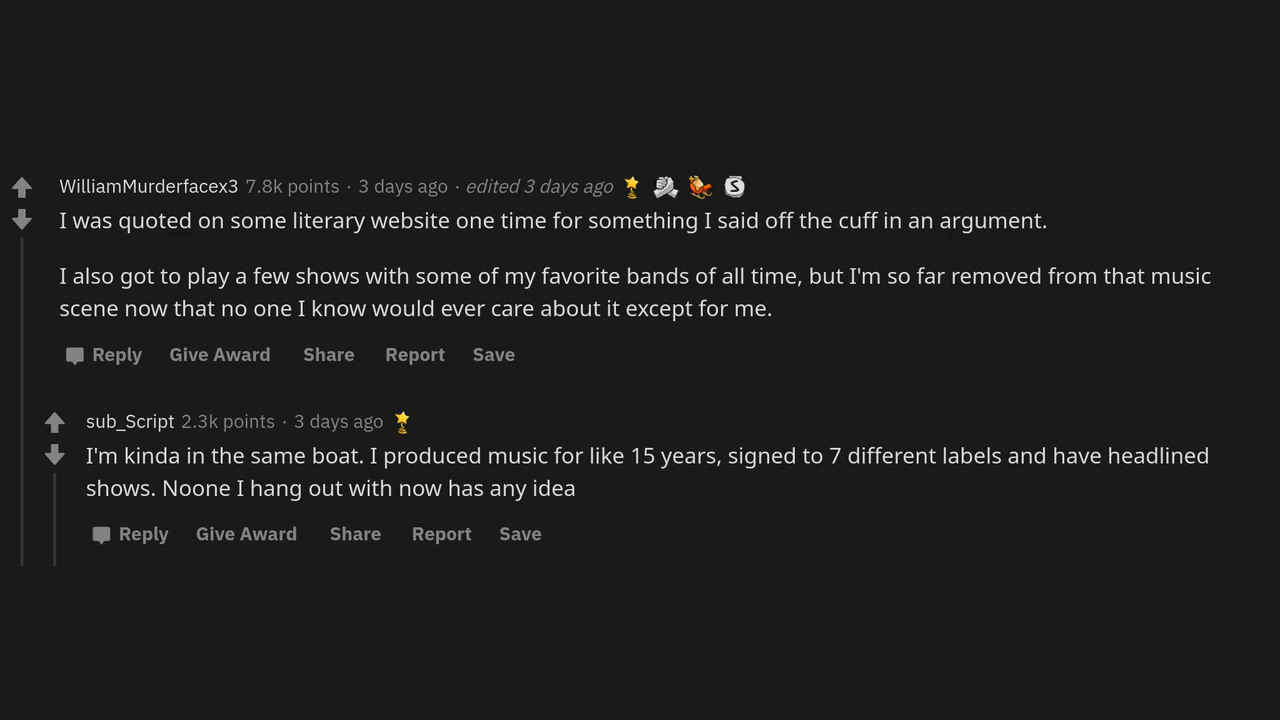 WilliamMurderfacex3 7.8k points · 3 days ago · edited 3 days ago
I was quoted on some literary website one time for something I said off the cuff in an argument.
I also got to play a few shows with some of my favorite bands of all time, but I'm so far removed from that music
scene now that no one I know would ever care about it except for me.
Reply Give Award Share Report Save
sub_Script 2.3k points · 3 days ago
I'm kinda in the same boat. I produced music for like 15 years, signed to 7 different labels and have headlined
shows. Noone I hang out with now has any idea
Reply Give Award Share Report Save